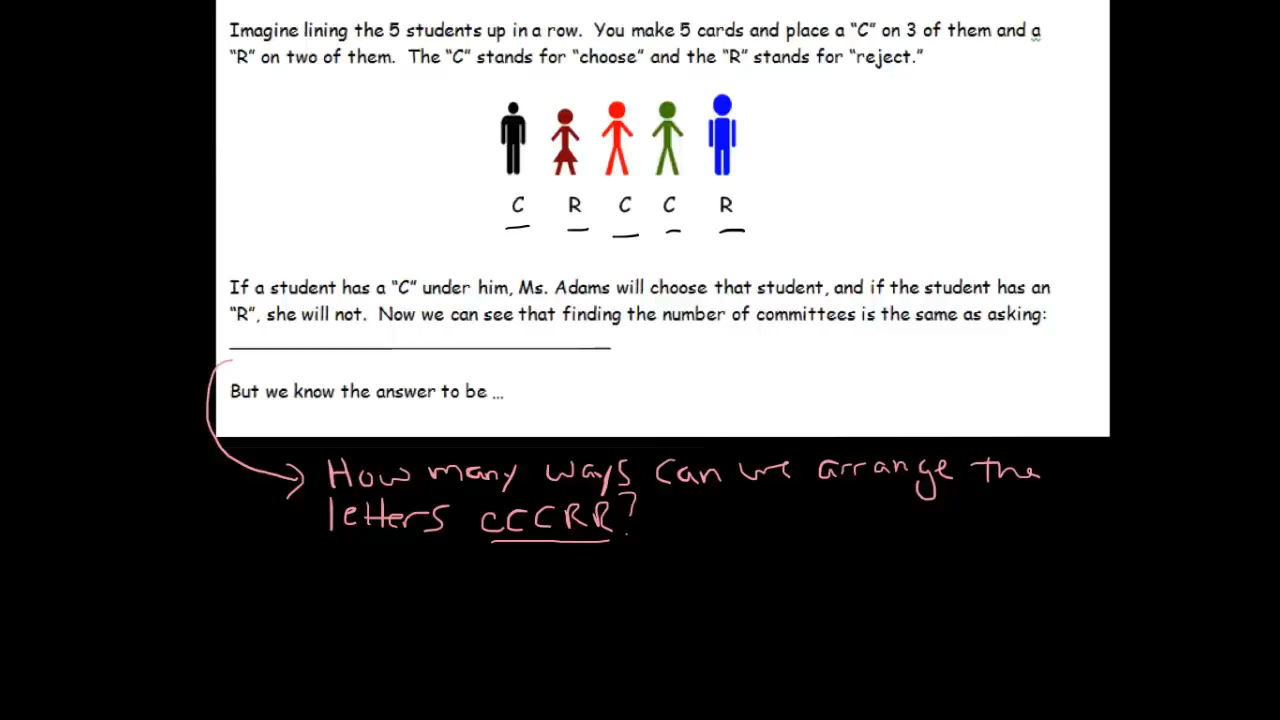 Imagine lining the 5 students up in a row. You make 5 cards and place a “C” on 3 of them and a
“R” on two of them. The “C” stands for “choose” and the “R” stands for “reject.”
C R C C R
If a student has a “C” under him, Ms. Adams will choose that student, and if the student has an
“R”, she will not. Now we can see that finding the number of committees is the same as asking:
But we know the answer to be …
How many ways can we arrange the
letters CCCRR?